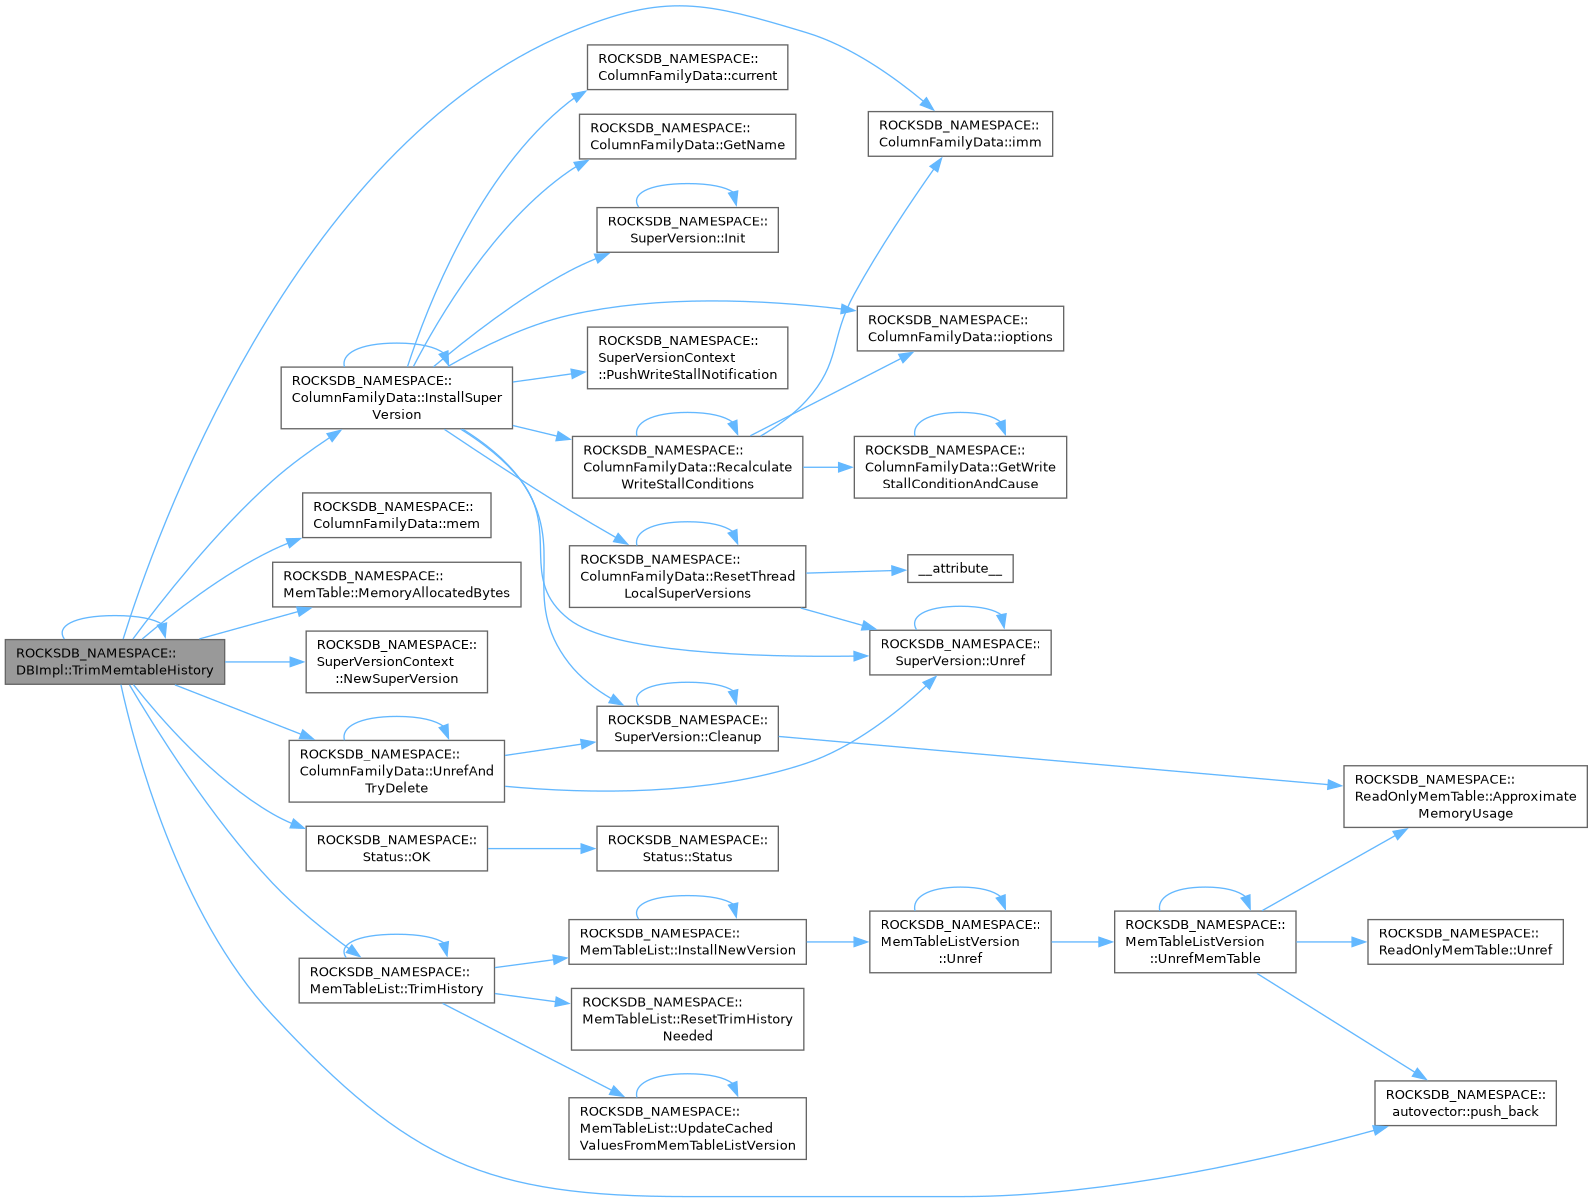 ROCKSDB_NAMESPACE::
ColumnFamilyData::current
ROCKSDB_NAMESPACE::
ColumnFamilyData::GetName
ROCKSDB_NAMESPACE::
ColumnFamilyData::imm
ROCKSDB_NAMESPACE::
SuperVersion::Init
ROCKSDB_NAMESPACE::
ColumnFamilyData::ioptions
ROCKSDB_NAMESPACE::
SuperVersionContext
::PushWriteStallNotification
ROCKSDB_NAMESPACE::
ColumnFamilyData::InstallSuper
Version
ROCKSDB_NAMESPACE::
ColumnFamilyData::Recalculate
WriteStallConditions
ROCKSDB_NAMESPACE::
ColumnFamilyData::GetWrite
StallConditionAndCause
ROCKSDB_NAMESPACE::
ColumnFamilyData::mem
ROCKSDB_NAMESPACE::
ColumnFamilyData::ResetThread
LocalSuperVersions
__attribute__
ROCKSDB_NAMESPACE::
MemTable::MemoryAllocatedBytes
ROCKSDB_NAMESPACE::
DBImpl::TrimMemtableHistory
ROCKSDB_NAMESPACE::
SuperVersionContext
::NewSuperVersion
ROCKSDB_NAMESPACE::
SuperVersion::Unref
ROCKSDB_NAMESPACE::
SuperVersion::Cleanup
ROCKSDB_NAMESPACE::
ColumnFamilyData::UnrefAnd
TryDelete
ROCKSDB_NAMESPACE::
ReadOnlyMemTable::Approximate
MemoryUsage
ROCKSDB_NAMESPACE::
Status::OK
ROCKSDB_NAMESPACE::
Status::Status
ROCKSDB_NAMESPACE::
MemTableList::TrimHistory
ROCKSDB_NAMESPACE::
MemTableList::InstallNewVersion
ROCKSDB_NAMESPACE::
MemTableListVersion
::Unref
ROCKSDB_NAMESPACE::
MemTableListVersion
::UnrefMemTable
ROCKSDB_NAMESPACE::
ReadOnlyMemTable::Unref
ROCKSDB_NAMESPACE::
MemTableList::ResetTrimHistory
Needed
ROCKSDB_NAMESPACE::
MemTableList::UpdateCached
ValuesFromMemTableListVersion
ROCKSDB_NAMESPACE::
autovector::push_back